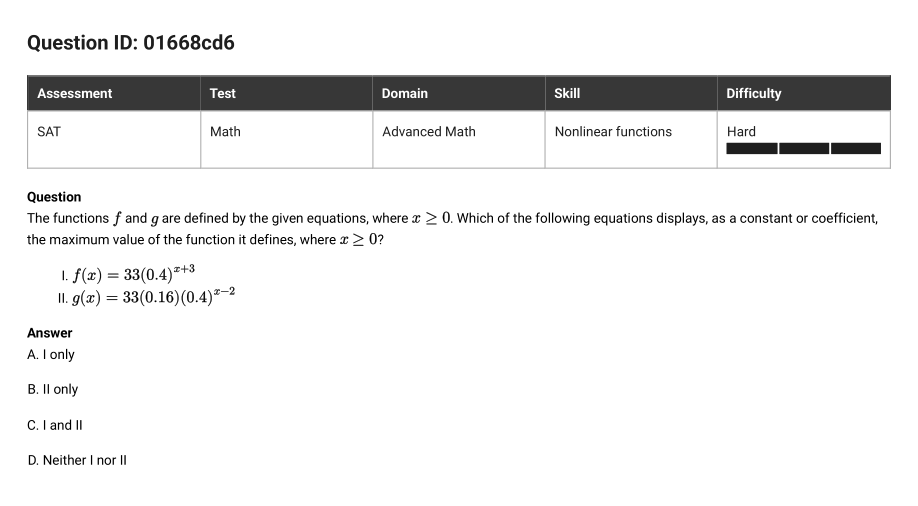 Question ID: 01668cd6
Assessment Test Domain Skill Difficulty
SAT Math Advanced Math Nonlinear functions Hard
Question
The functions f and g are defined by the given equations, where x ≥ 0. Which of the following equations displays, as a constant or coefficient,
the maximum value of the function it defines, where x ≥ 0?
I. f(x) = 33(0.4)^{x+3}
II. g(x) = 33(0.16)(0.4)^{x−2}
Answer
A. I only
B. II only
C. I and II
D. Neither I nor II